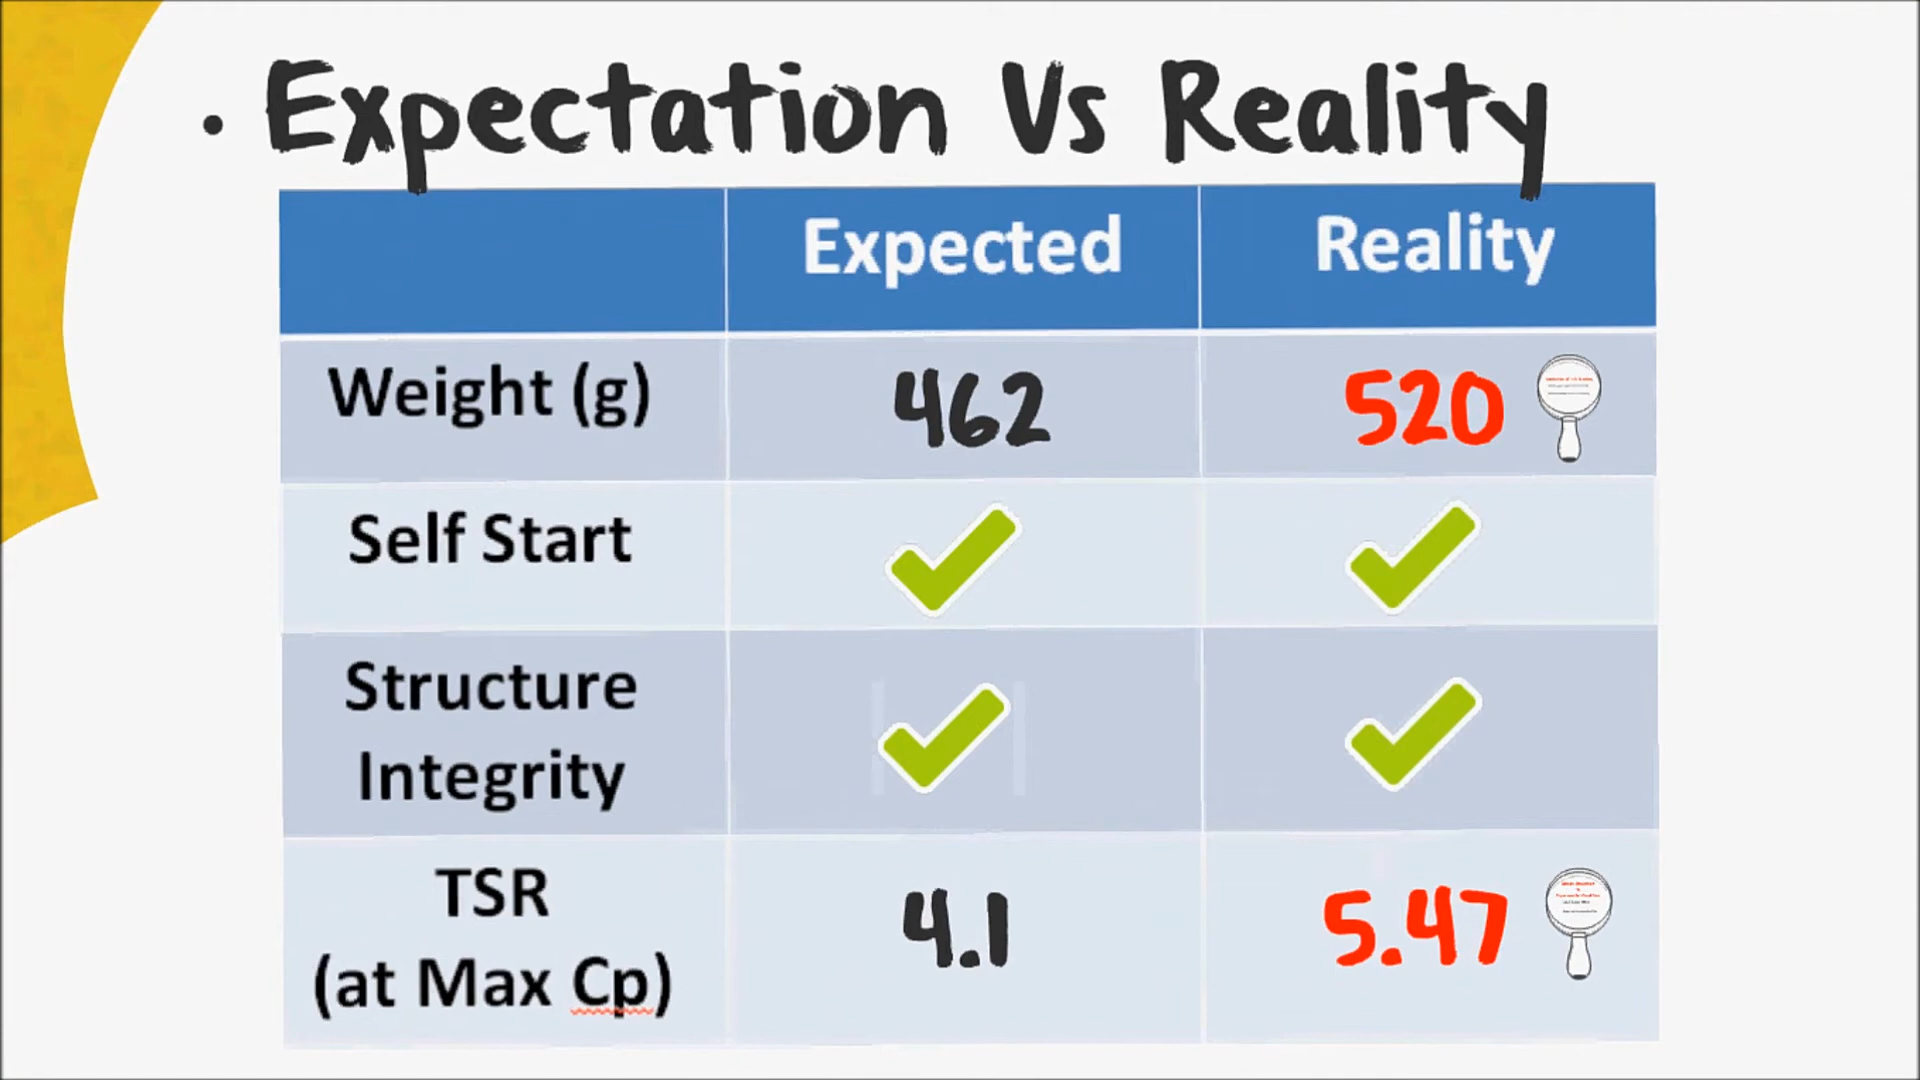 • Expectation Vs Reality
Expected Reality
Weight (g) 462 520
Self Start
Structure
Integrity
TSR
(at Max Cp) 4.1 5.47